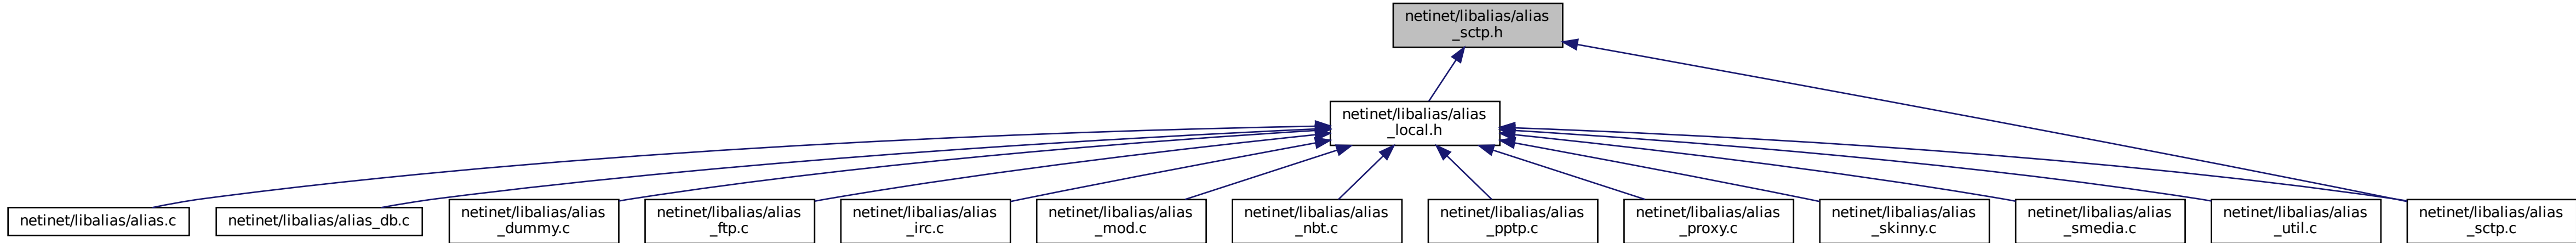 netinet/libalias/alias
_sctp.h
netinet/libalias/alias
_local.h
netinet/libalias/alias.c
netinet/libalias/alias_db.c
netinet/libalias/alias
_dummy.c
netinet/libalias/alias
_ftp.c
netinet/libalias/alias
_irc.c
netinet/libalias/alias
_mod.c
netinet/libalias/alias
_nbt.c
netinet/libalias/alias
_pptp.c
netinet/libalias/alias
_proxy.c
netinet/libalias/alias
_skinny.c
netinet/libalias/alias
_smedia.c
netinet/libalias/alias
_util.c
netinet/libalias/alias
_sctp.c